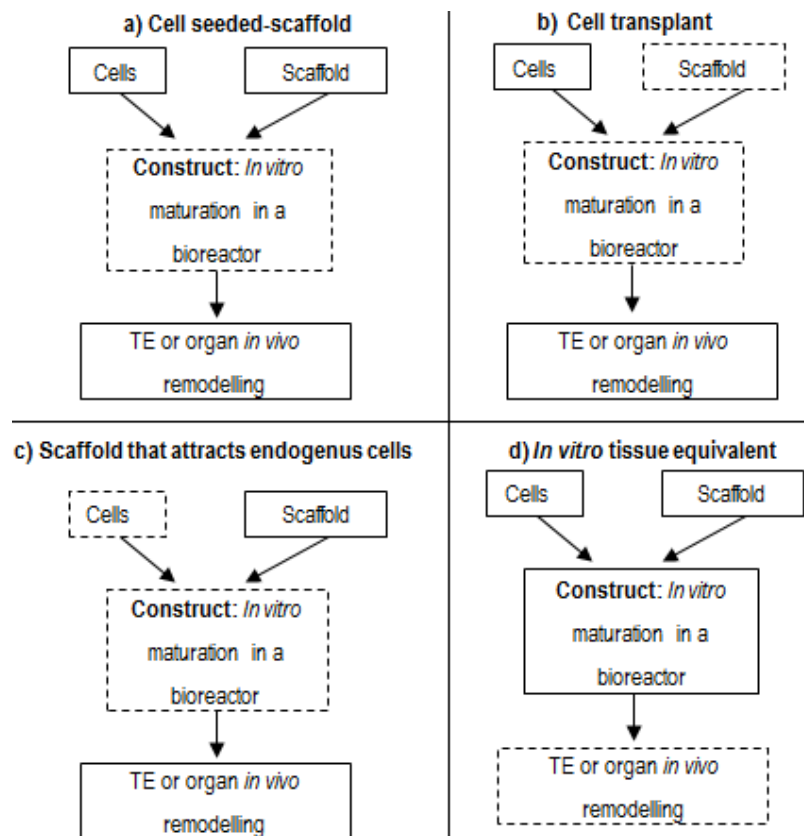 a) Cell seeded-scaffold
Cells
Scaffold
Construct: In vitro
maturation in a
bioreactor
TE or organ in vivo
remodelling
b) Cell transplant
Cells
Scaffold
Construct: In vitro
maturation in a
bioreactor
TE or organ in vivo
remodelling
c) Scaffold that attracts endogenus cells
Cells
Scaffold
Construct: In vitro
maturation in a
bioreactor
TE or organ in vivo
remodelling
d) In vitro tissue equivalent
Cells
Scaffold
Construct: In vitro
maturation in a
bioreactor
TE or organ in vivo
remodelling